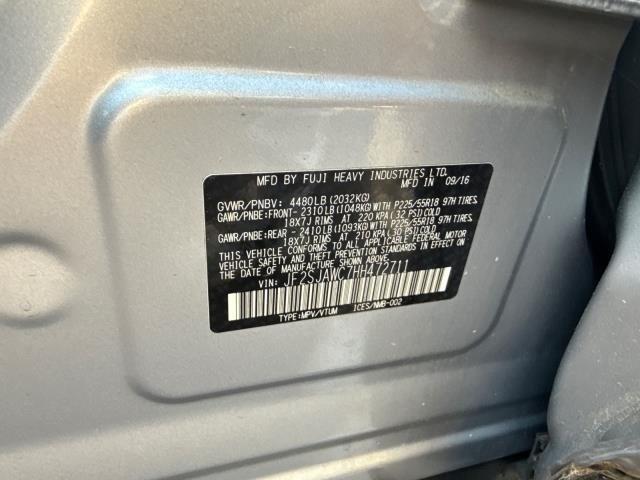 MFD BY FUJI HEAVY INDUSTRIES LTD.
MFD IN 09/16
GVWR/PNBV: 4480LB (2032KG)
GAWR/PNBE:FRONT- 2310LB (1048KG)WITH P225/55R18 97H TIRES
18X7J RIMS AT 220 KPA (32 PSI)COLD
GAWR/PNBE:REAR - 2410LB(1093KG)WITH P225/55R18 97H TIRES
18X7J RIMS AT 210 KPA(30 PSI)COLD
THIS VEHICLE CONFORMS TO ALL APPLICABLE FEDERAL MOTOR
VEHICLE SAFETY AND THEFT PREVENTION STANDARDS IN EFFECT ON
THE DATE OF MANUFACTURE SHOWN ABOVE.
VIN: JF2SJAWC7HH472711
TYPE:MPV/VTUM ICES/NMB-002